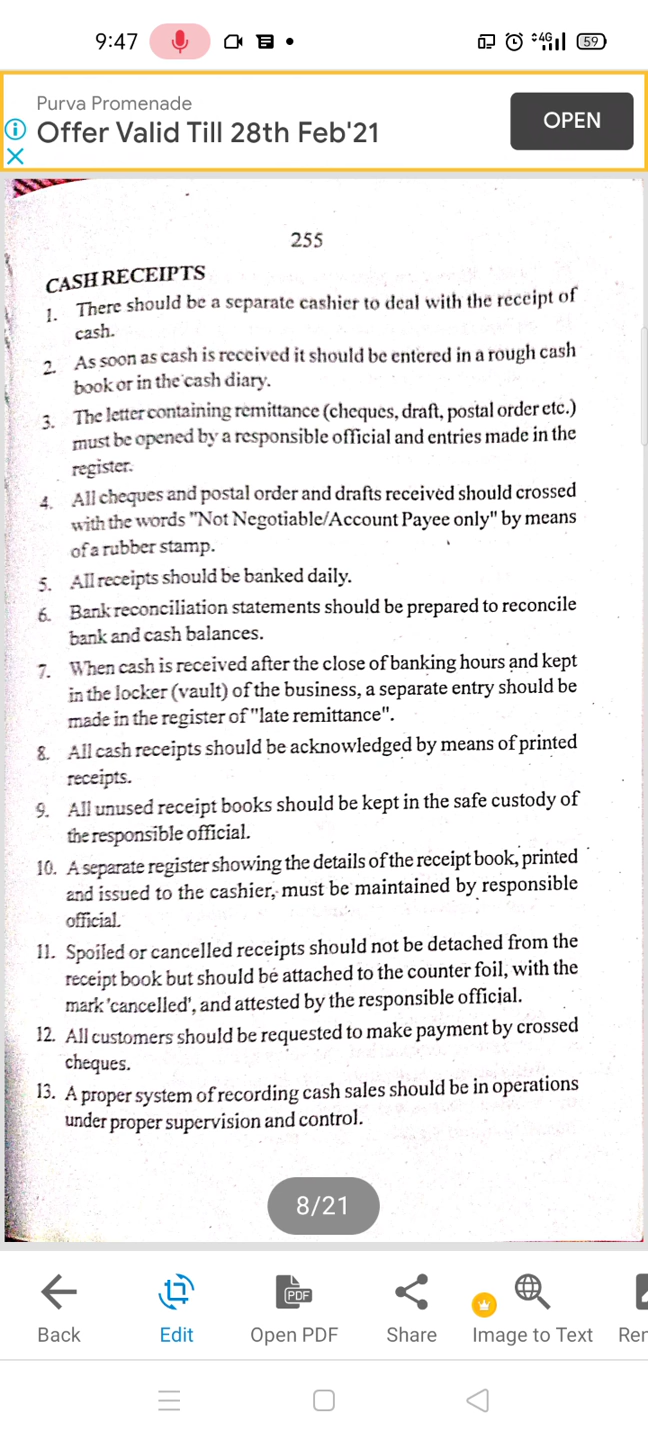 9:47
4G
59
Purva Promenade
Offer Valid Till 28th Feb'21
OPEN
255
CASH RECEIPTS
1. There should be a separate cashier to deal with the receipt of
cash.
2. As soon as cash is received it should be entered in a rough cash
book or in the cash diary.
3. The letter containing remittance (cheques, draft, postal order etc.)
must be opened by a responsible official and entries made in the
register.
4. All cheques and postal order and drafts received should crossed
with the words "Not Negotiable/Account Payee only" by means
of a rubber stamp.
5. All receipts should be banked daily.
6. Bank reconciliation statements should be prepared to reconcile
bank and cash balances.
7. When cash is received after the close of banking hours and kept
in the locker (vault) of the business, a separate entry should be
made in the register of "late remittance".
8. All cash receipts should be acknowledged by means of printed
receipts.
9. All unused receipt books should be kept in the safe custody of
the responsible official.
10. A separate register showing the details of the receipt book, printed
and issued to the cashier, must be maintained by responsible
official.
11. Spoiled or cancelled receipts should not be detached from the
receipt book but should be attached to the counter foil, with the
mark 'cancelled', and attested by the responsible official.
12. All customers should be requested to make payment by crossed
cheques.
13. A proper system of recording cash sales should be in operations
under proper supervision and control.
8/21
PDF
Back Edit Open PDF Share Image to Text Rer